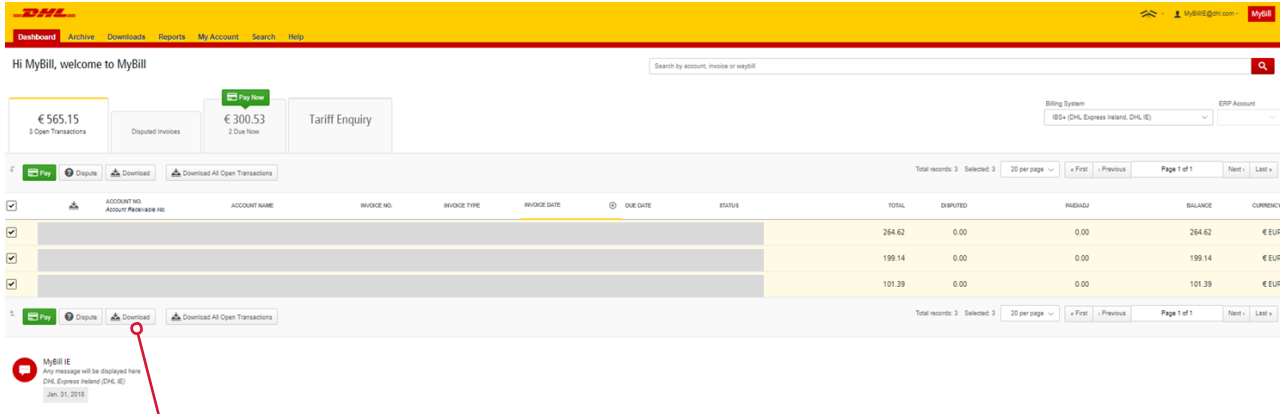 DHL
MyBillIE@dhl.com MyBill
Dashboard Archive Downloads Reports My Account Search Help
Hi MyBill, welcome to MyBill
Search by account, invoice or waybill
Pay Now
€ 565.15
3 Open Transactions
Disputed Invoices
€ 300.53
2 Due Now
Tariff Enquiry
Billing System
IBS+ (DHL Express Ireland, DHL IE)
ERP Account
Pay Dispute Download Download All Open Transactions
Total records: 3 Selected: 3 20 per page « First ‹ Previous Page 1 of 1 Next › Last »
ACCOUNT NO. Account Receivable No. ACCOUNT NAME INVOICE NO. INVOICE TYPE INVOICE DATE DUE DATE STATUS TOTAL DISPUTED PAID/ADJ BALANCE CURRENCY
264.62 0.00 0.00 264.62 € EUR
199.14 0.00 0.00 199.14 € EUR
101.39 0.00 0.00 101.39 € EUR
Pay Dispute Download Download All Open Transactions
Total records: 3 Selected: 3 20 per page « First ‹ Previous Page 1 of 1 Next › Last »
MyBill IE
Any message will be displayed here
DHL Express Ireland (DHL IE)
Jan. 31, 2018